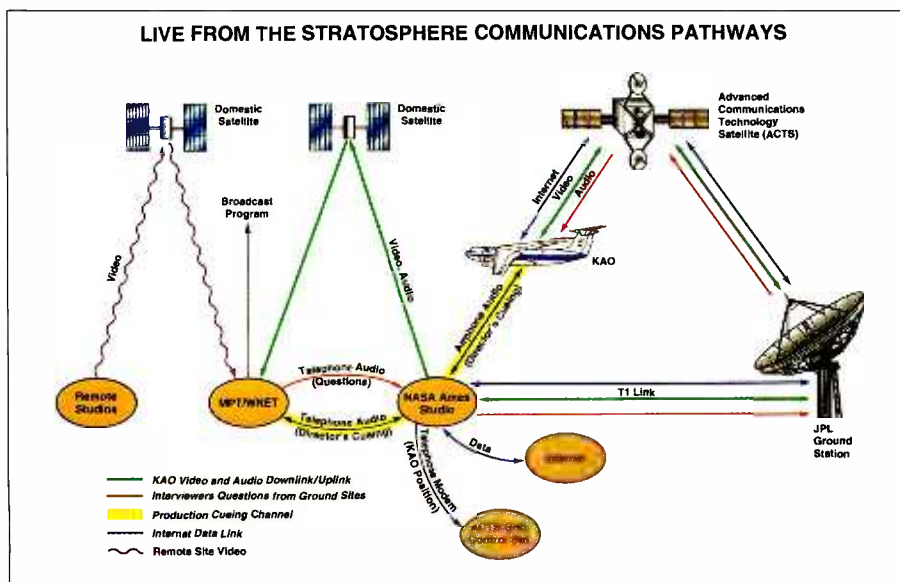 LIVE FROM THE STRATOSPHERE COMMUNICATIONS PATHWAYS
Domestic
Satellite
Domestic
Satellite
Advanced
Communications
Technology
Satellite (ACTS)
Broadcast
Program
Internet
Video
Audio
KAO
Video
Video, Audio
Airphone Audio
(Director's Cueing)
Telephone Audio
(Questions)
Remote
Studios
MPT/WNET
NASA Ames
Studio
T1 Link
Telephone Audio
(Director's Cueing)
JPL
Ground
Station
Data
Telephone Modem
(KAO Position)
KAO Video and Audio Downlink/Uplink
Interviewers Questions from Ground Sites
Production Cueing Channel
Internet Data Link
Remote Site Video